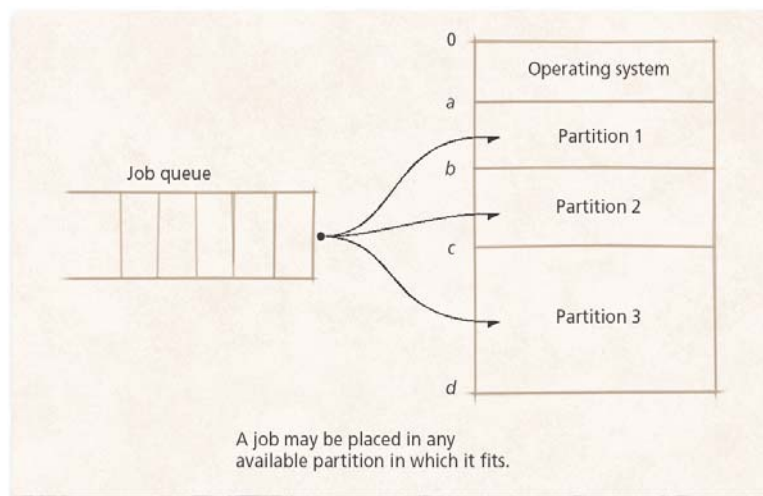 0
Operating system
a
Partition 1
Job queue
b
Partition 2
c
Partition 3
d
A job may be placed in any
available partition in which it fits.